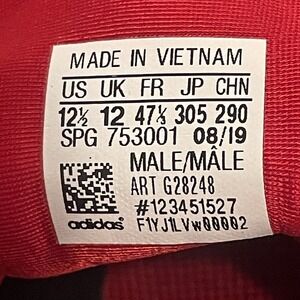 MADE IN VIETNAM
US UK FR JP CHN
12½ 12 47⅓ 305 290
SPG 753001 08/19
MALE/MÂLE
ART G28248
#123451527
adidas F1YJ1LVw00002